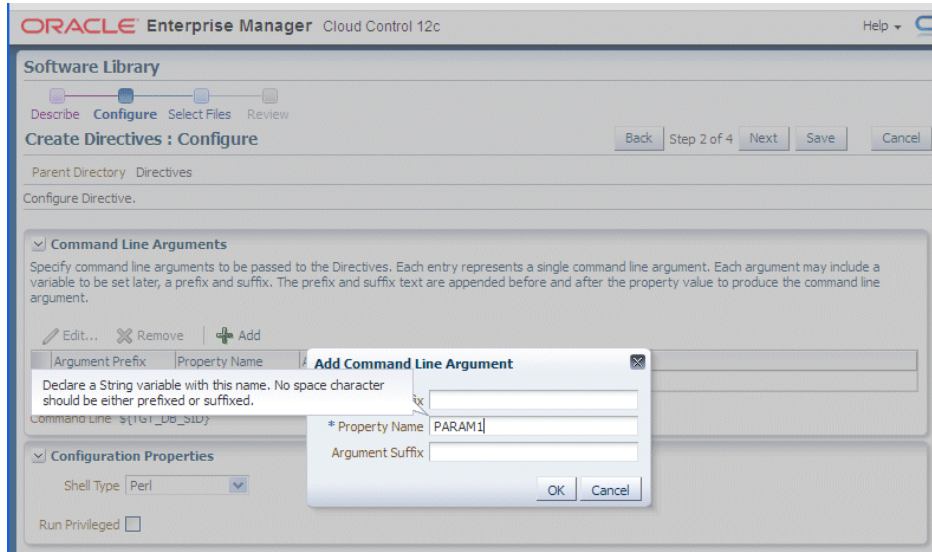 ORACLE Enterprise Manager Cloud Control 12c
Help
Software Library
Describe Configure Select Files Review
Create Directives : Configure
Back Step 2 of 4 Next Save Cancel
Parent Directory Directives
Configure Directive.
Command Line Arguments
Specify command line arguments to be passed to the Directives. Each entry represents a single command line argument. Each argument may include a
variable to be set later, a prefix and suffix. The prefix and suffix text are appended before and after the property value to produce the command line
argument.
Edit... Remove Add
Argument Prefix Property Name
Add Command Line Argument
Declare a String variable with this name. No space character
should be either prefixed or suffixed.
Command Line ${TGT_DB_SID}
* Property Name PARAM1
Argument Suffix
OK Cancel
Configuration Properties
Shell Type Perl
Run Privileged